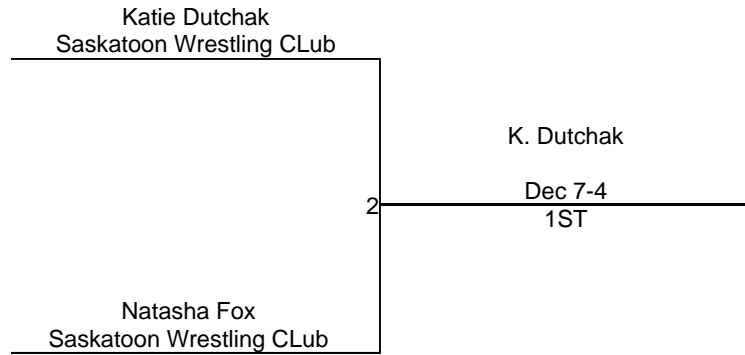 Katie Dutchak
Saskatoon Wrestling CLub
K. Dutchak
Dec 7-4
2
1ST
Natasha Fox
Saskatoon Wrestling CLub